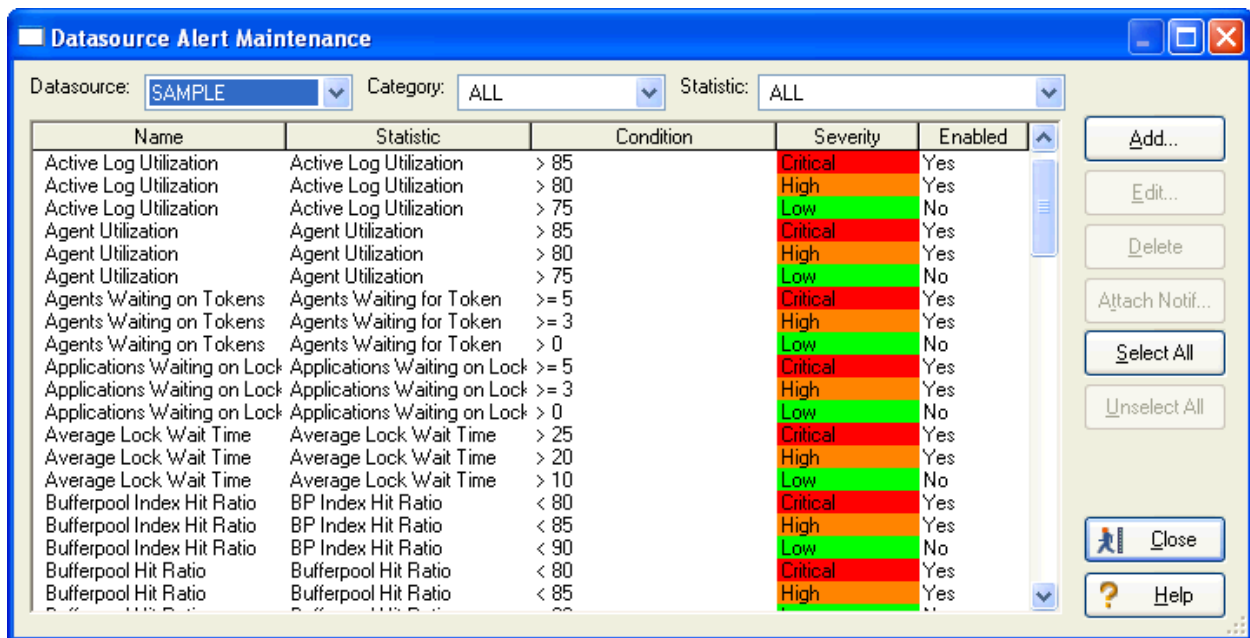 Datasource Alert Maintenance
Datasource: SAMPLE Category: ALL Statistic: ALL
Name Statistic Condition Severity Enabled
Active Log Utilization Active Log Utilization > 85 Critical Yes
Active Log Utilization Active Log Utilization > 80 High Yes
Active Log Utilization Active Log Utilization > 75 Low No
Agent Utilization Agent Utilization > 85 Critical Yes
Agent Utilization Agent Utilization > 80 High Yes
Agent Utilization Agent Utilization > 75 Low No
Agents Waiting on Tokens Agents Waiting for Token >= 5 Critical Yes
Agents Waiting on Tokens Agents Waiting for Token >= 3 High Yes
Agents Waiting on Tokens Agents Waiting for Token > 0 Low No
Applications Waiting on Lock Applications Waiting on Lock >= 5 Critical Yes
Applications Waiting on Lock Applications Waiting on Lock >= 3 High Yes
Applications Waiting on Lock Applications Waiting on Lock > 0 Low No
Average Lock Wait Time Average Lock Wait Time > 25 Critical Yes
Average Lock Wait Time Average Lock Wait Time > 20 High Yes
Average Lock Wait Time Average Lock Wait Time > 10 Low No
Bufferpool Index Hit Ratio BP Index Hit Ratio < 80 Critical Yes
Bufferpool Index Hit Ratio BP Index Hit Ratio < 85 High Yes
Bufferpool Index Hit Ratio BP Index Hit Ratio < 90 Low No
Bufferpool Hit Ratio Bufferpool Hit Ratio < 80 Critical Yes
Bufferpool Hit Ratio Bufferpool Hit Ratio < 85 High Yes
Add...
Edit...
Delete
Attach Notif...
Select All
Unselect All
Close
Help